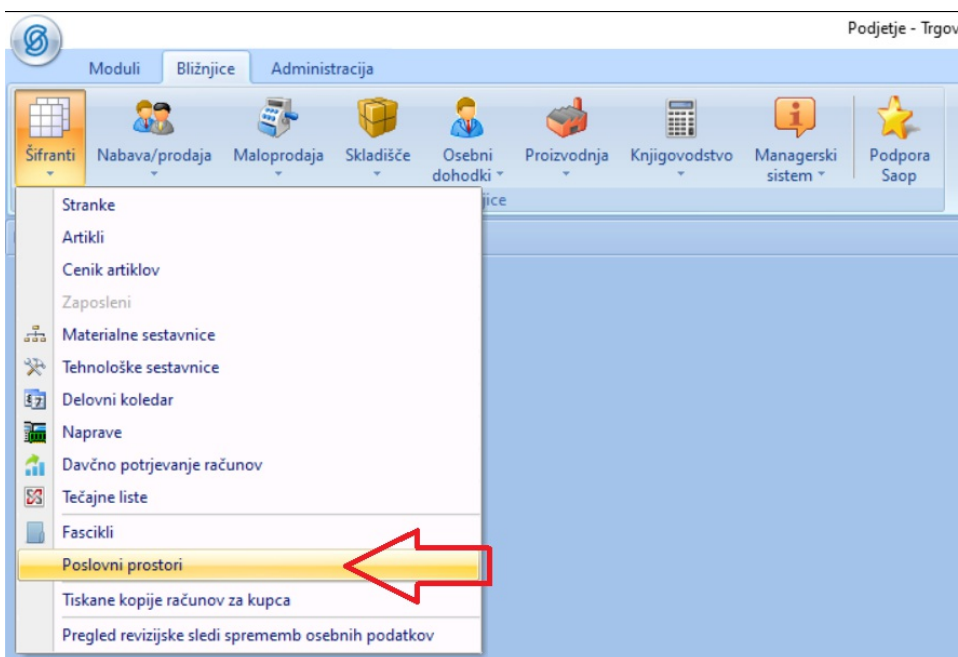 Podjetje - Trgov
Moduli Bližnjice Administracija
Šifranti Nabava/prodaja Maloprodaja Skladišče Osebni dohodki Proizvodnja Knjigovodstvo Managerski sistem Podpora Saop
jice
Stranke
Artikli
Cenik artiklov
Zaposleni
Materialne sestavnice
Tehnološke sestavnice
Delovni koledar
Naprave
Davčno potrjevanje računov
Tečajne liste
Fascikli
Poslovni prostori
Tiskane kopije računov za kupca
Pregled revizijske sledi sprememb osebnih podatkov